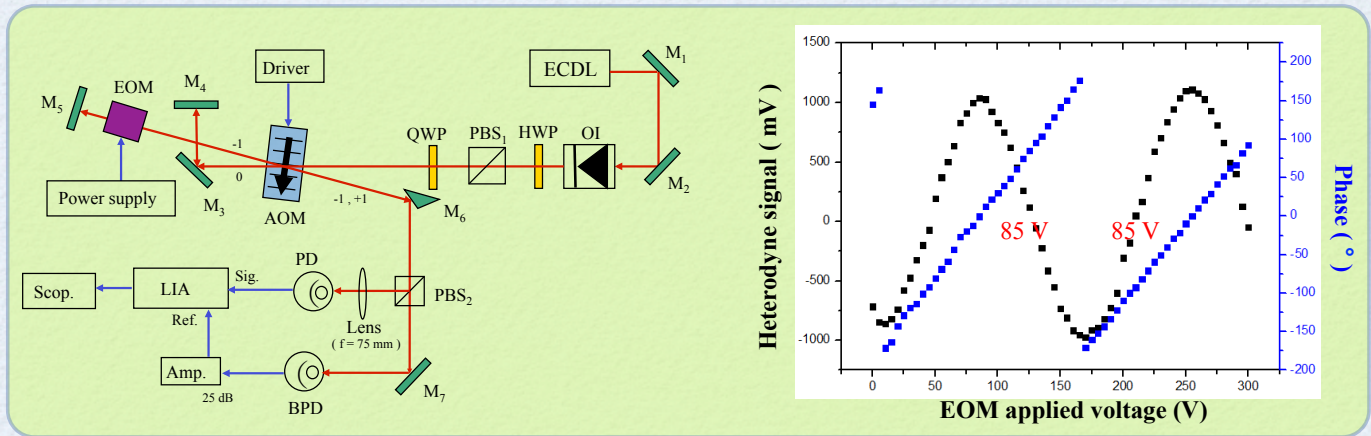 ECDL
M1
Driver
EOM
M4
M5
QWP
PBS1
HWP
OI
-1
0
M2
Power supply
M3
AOM
-1 , +1
M6
PD
Sig.
Scop.
LIA
PBS2
Ref.
Lens
( f = 75 mm )
Amp.
M7
25 dB
BPD
1500
1000
500
0
-500
-1000
Heterodyne signal ( mV )
200
150
100
50
0
-50
-100
-150
-200
Phase ( ° )
85 V
85 V
0
50
100
150
200
250
300
EOM applied voltage (V)